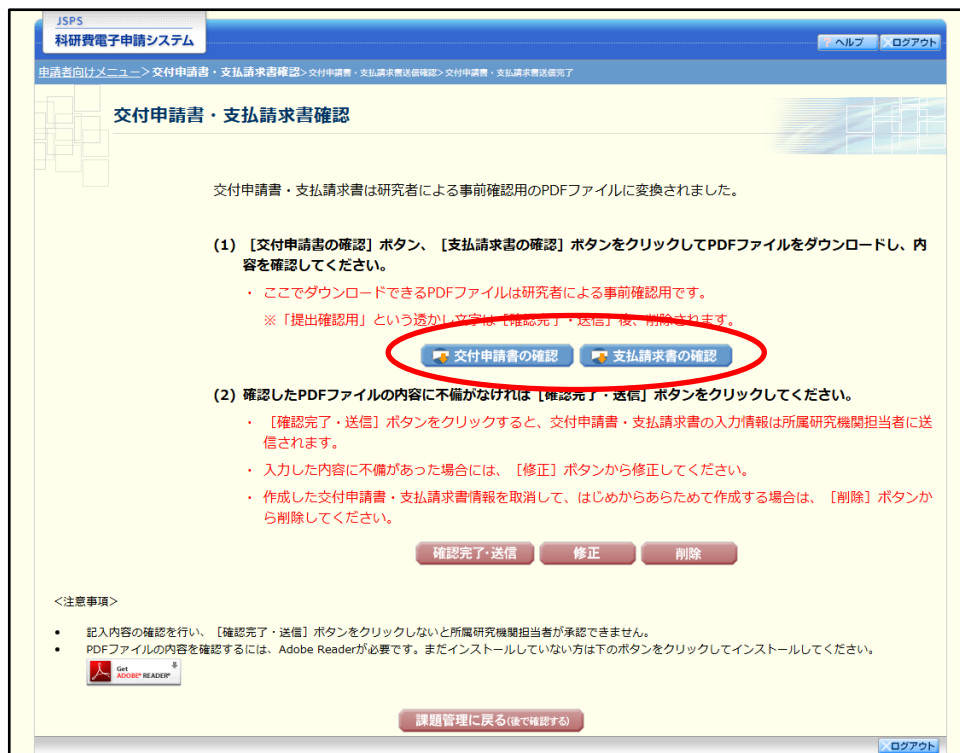 JSPS
科研費電子申請システム
? ヘルプ
×ログアウト
申請者向けメニュー>交付申請書・支払請求書確認>交付申請書・支払請求書送信確認>交付申請書・支払請求書送信完了
交付申請書・支払請求書確認
交付申請書・支払請求書は研究者による事前確認用のPDFファイルに変換されました。
(1) [交付申請書の確認] ボタン、[支払請求書の確認] ボタンをクリックしてPDFファイルをダウンロードし、内
容を確認してください。
・ ここでダウンロードできるPDFファイルは研究者による事前確認用です。
※「提出確認用」という透かし文字は [確認完了・送信] 後、削除されます。
交付申請書の確認
支払請求書の確認
(2) 確認したPDFファイルの内容に不備がなければ [確認完了・送信] ボタンをクリックしてください。
・ [確認完了・送信] ボタンをクリックすると、交付申請書・支払請求書の入力情報は所属研究機関担当者に送
信されます。
・ 入力した内容に不備があった場合には、[修正] ボタンから修正してください。
・ 作成した交付申請書・支払請求書情報を取消して、はじめからあらためて作成する場合は、[削除] ボタンか
ら削除してください。
確認完了・送信
修正
削除
<注意事項>
• 記入内容の確認を行い、[確認完了・送信] ボタンをクリックしないと所属研究機関担当者が承認できません。
• PDFファイルの内容を確認するには、Adobe Readerが必要です。まだインストールしていない方は下のボタンをクリックしてインストールしてください。
Get
ADOBE® READER®
課題管理に戻る(後で確認する)
×ログアウト